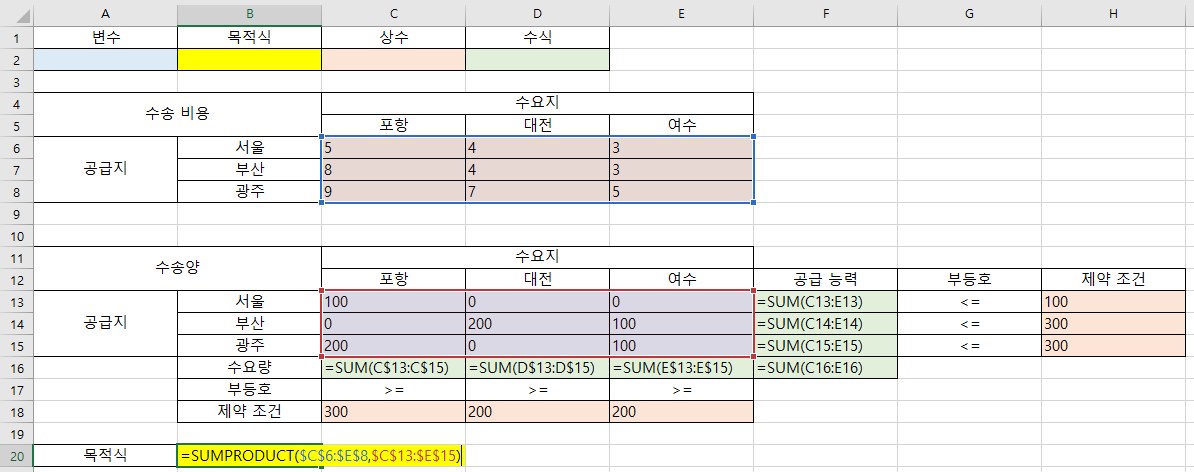 A B C D E F G H
1 변수 목적식 상수 수식
2
3
4 수송 비용 수요지
5 포항 대전 여수
6 공급지 서울 5 4 3
7 부산 8 4 3
8 광주 9 7 5
9
10
11 수송양 수요지
12 포항 대전 여수 공급 능력 부등호 제약 조건
13 공급지 서울 100 0 0 =SUM(C13:E13) <= 100
14 부산 0 200 100 =SUM(C14:E14) <= 300
15 광주 200 0 100 =SUM(C15:E15) <= 300
16 수요량 =SUM(C$13:C$15) =SUM(D$13:D$15) =SUM(E$13:E$15) =SUM(C16:E16)
17 부등호 >= >= >=
18 제약 조건 300 200 200
19
20 목적식 =SUMPRODUCT($C$6:$E$8,$C$13:$E$15)